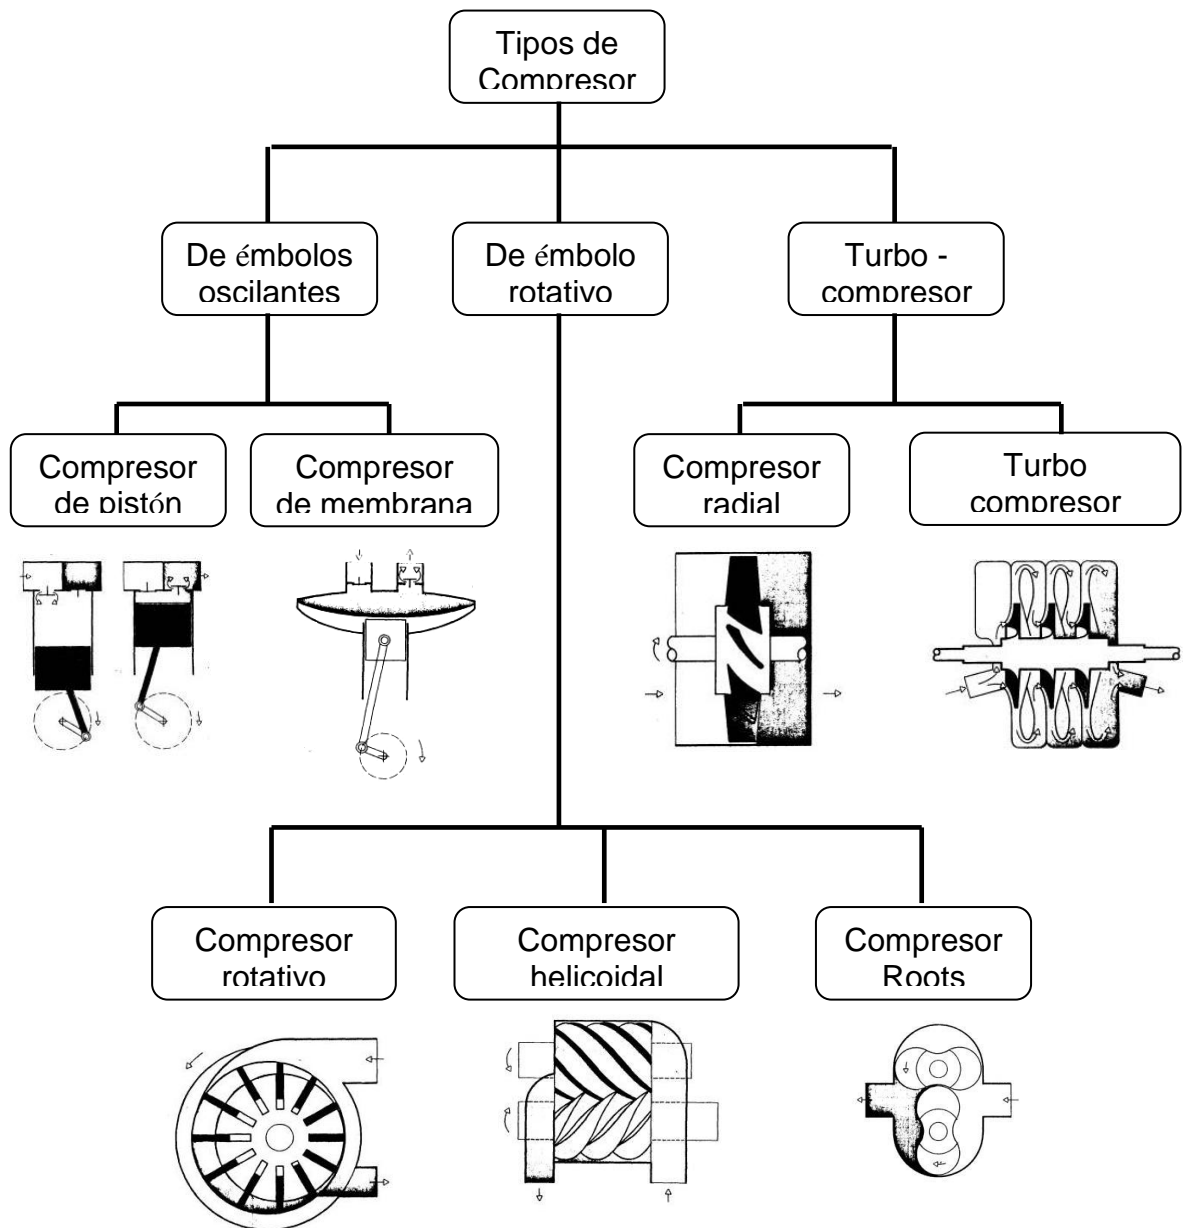 Tipos de
Compresor
De émbolos
oscilantes
De émbolo
rotativo
Turbo -
compresor
Compresor
de pistón
Compresor
de membrana
Compresor
radial
Turbo
compresor
Compresor
rotativo
Compresor
helicoidal
Compresor
Roots